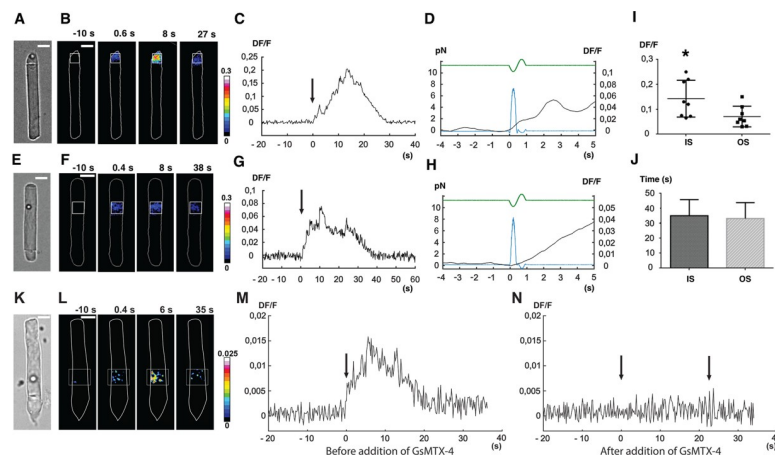 A B C D I
-10 s 0.6 s 8 s 27 s
DF/F
pN DF/F
DF/F
0.3
0
0,25
0,2
0,15
0,1
0,05
0
- 20 - 10 0 10 20 30 40
(s)
12
10
8
6
4
2
0
0,1
0,08
0,06
0,04
0,02
0
-4 -3 -2 -1 0 1 2 3 4 5
(s)
0,3
0,2
0,1
0
*
IS OS
E F G H J
-10 s 0.4 s 8 s 38 s
DF/F
pN DF/F
Time (s)
0.3
0
0,1
0,08
0,06
0,04
0,02
0
- 20 - 10 0 10 20 30 40 50 60
(s)
12
10
8
6
4
2
0
0,05
0,04
0,03
0,02
0,01
0
-4 -3 -2 -1 0 1 2 3 4 5
(s)
50
40
30
20
10
0
IS OS
K L M N
-10 s 0.4 s 6 s 35 s
DF/F
DF/F
0.025
0
0,02
0,015
0,01
0,005
0
- 20 - 10 0 10 20 30 40
(s)
Before addition of GsMTX-4
0,02
0,015
0,01
0,005
0
- 20 - 10 0 10 20 30 40
(s)
After addition of GsMTX-4